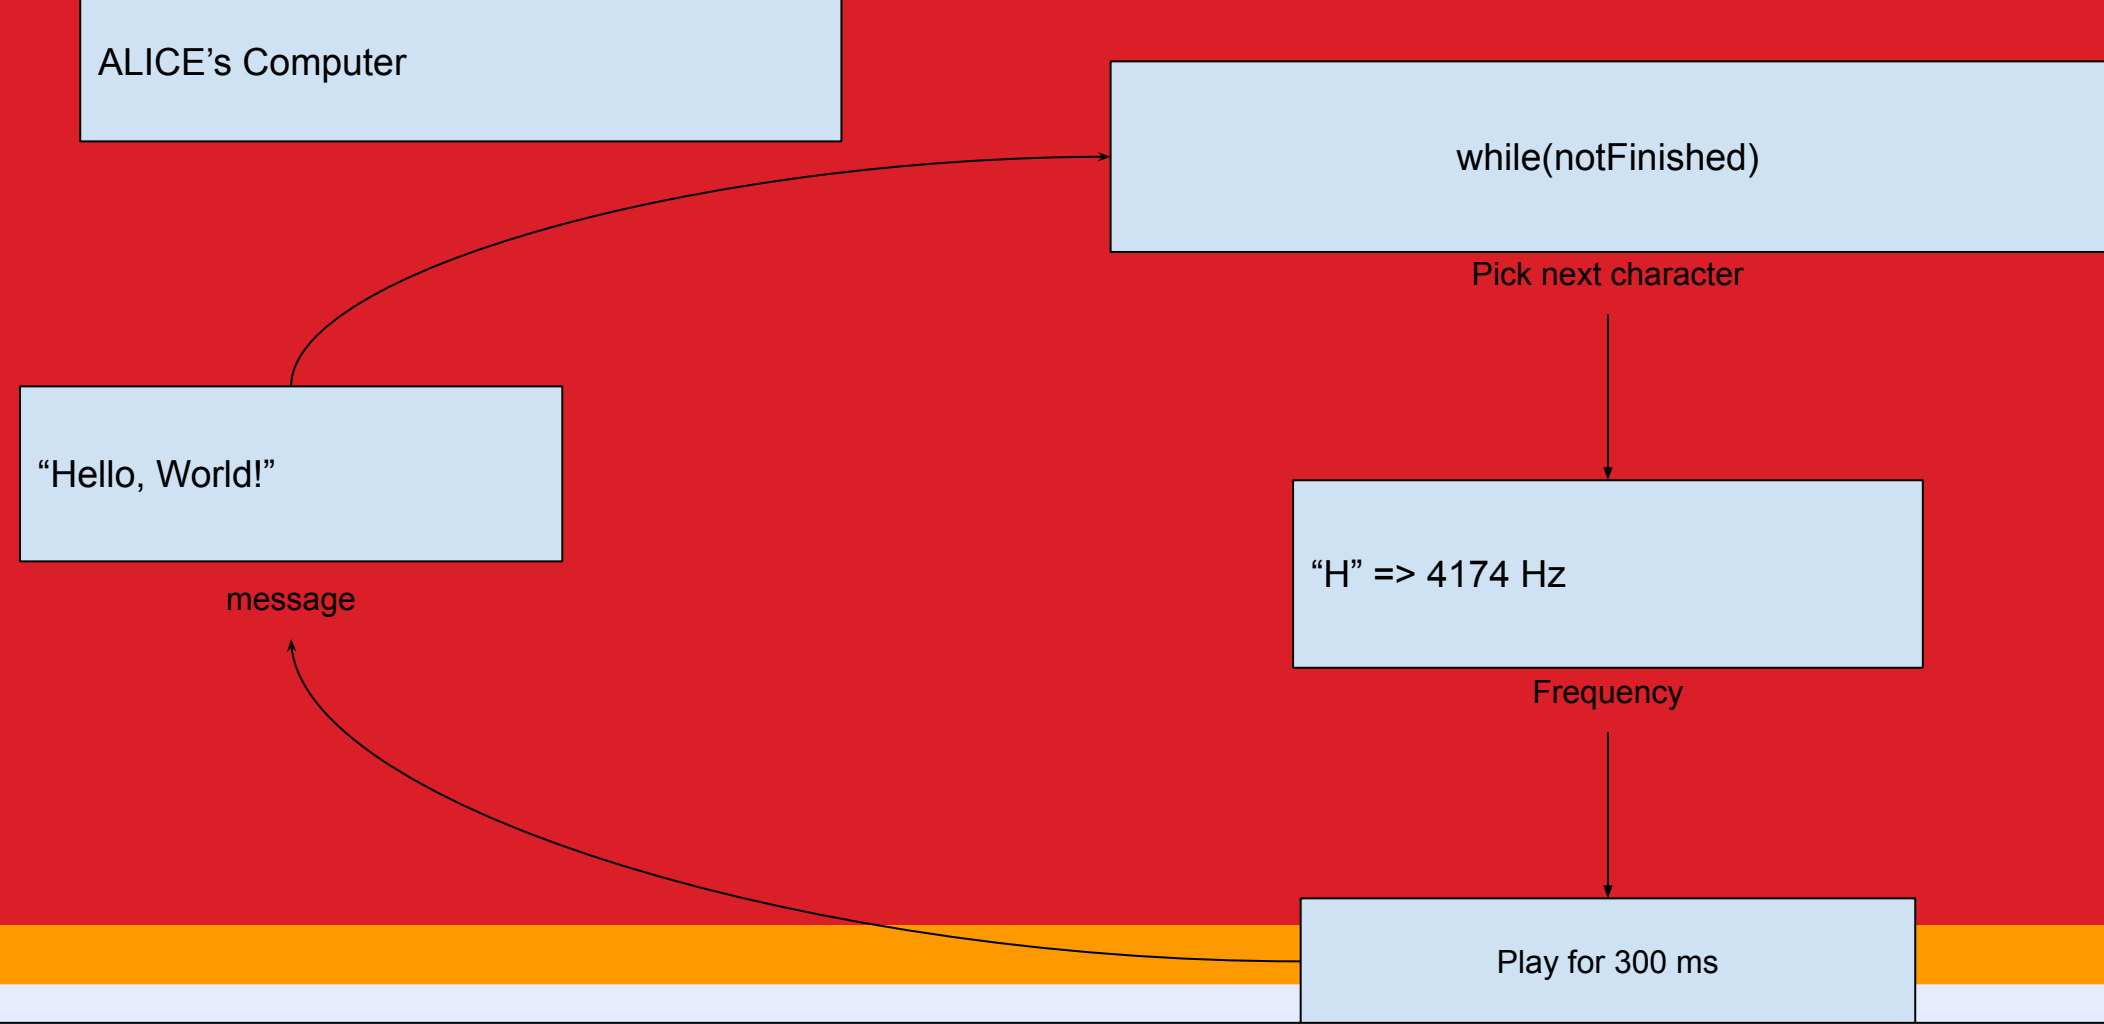 ALICE’s Computer
while(notFinished)
Pick next character
“Hello, World!”
message
“H” => 4174 Hz
Frequency
Play for 300 ms